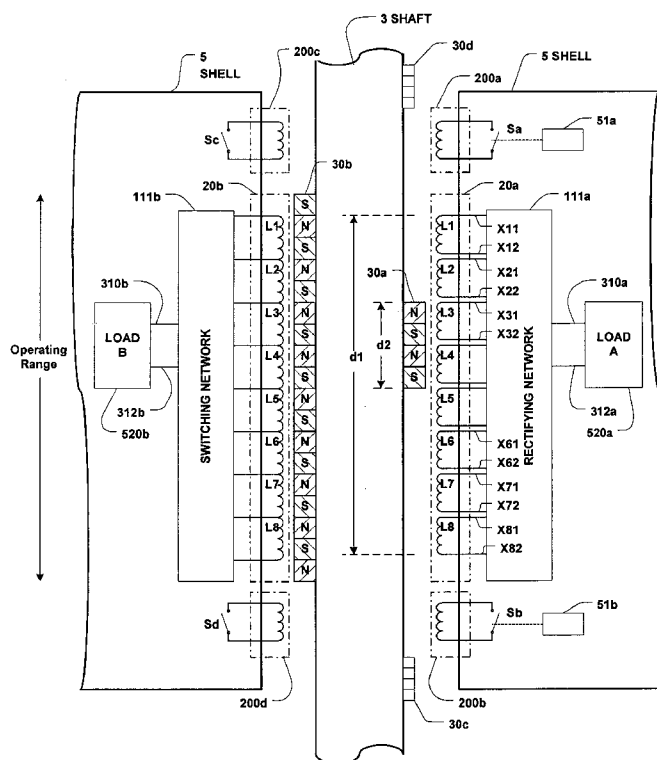 3 SHAFT
5
SHELL
200c
30d
200a
5 SHELL
Sc
30b
Sa
51a
111b
20b
20a
111a
S
N
S
N
S
N
S
N
S
N
S
N
S
N
S
N
S
N
L1
L2
L3
L4
L5
L6
L7
L8
L1
L2
L3
L4
L5
L6
L7
L8
X11
X12
X21
X22
X31
X32
X61
X62
X71
X72
X81
X82
30a
N
S
N
S
d1
d2
310b
310a
LOAD
B
LOAD
A
Operating
Range
312b
312a
520b
520a
SWITCHING NETWORK
RECTIFYING NETWORK
Sd
Sb
51b
200d
200b
30c